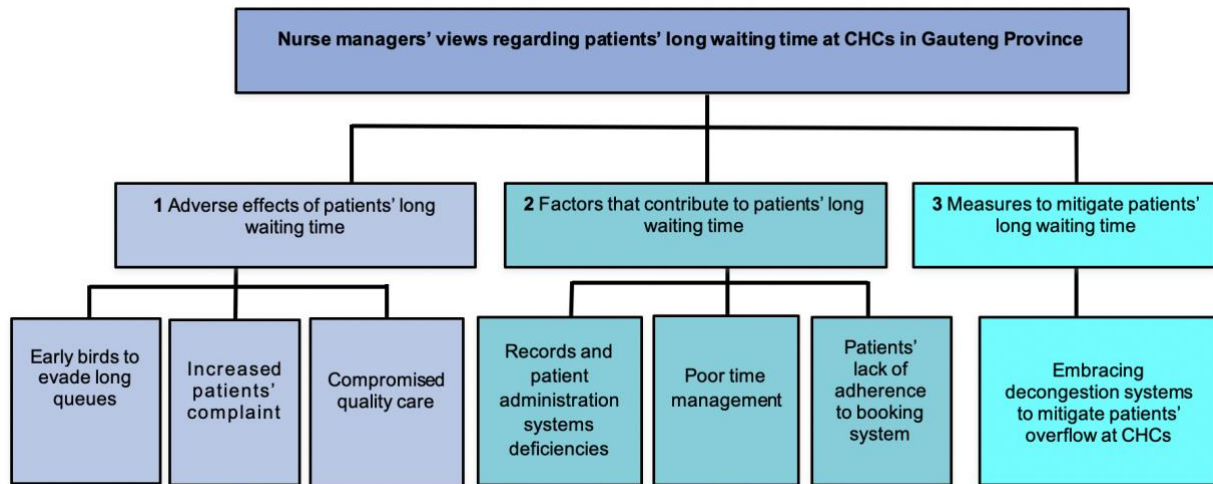 Nurse managers’ views regarding patients’ long waiting time at CHCs in Gauteng Province
1 Adverse effects of patients’ long
waiting time
2 Factors that contribute to patients’ long
waiting time
3 Measures to mitigate patients’
long waiting time
Early birds to
evade long
queues
Increased
patients’
complaint
Compromised
quality care
Records and
patient
administration
systems
deficiencies
Poor time
management
Patients’
lack of
adherence to
booking
system
Embracing
decongestion systems
to mitigate patients’
overflow at CHCs